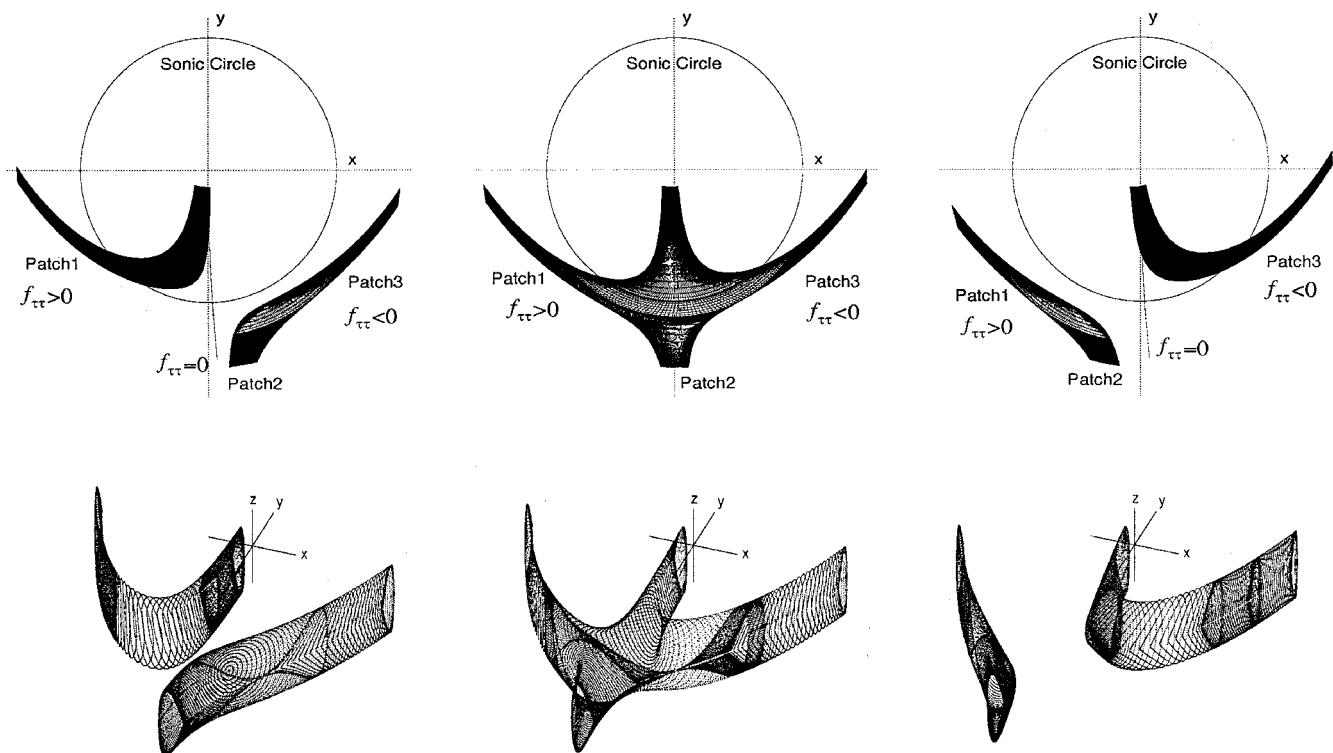 y
Sonic Circle
x
Patch1
f_ττ>0
Patch3
f_ττ<0
f_ττ=0
Patch2
y
Sonic Circle
x
Patch1
f_ττ>0
Patch3
f_ττ<0
Patch2
y
Sonic Circle
x
Patch3
f_ττ<0
Patch1
f_ττ>0
f_ττ=0
Patch2
z
y
x
z
y
x
z
y
x